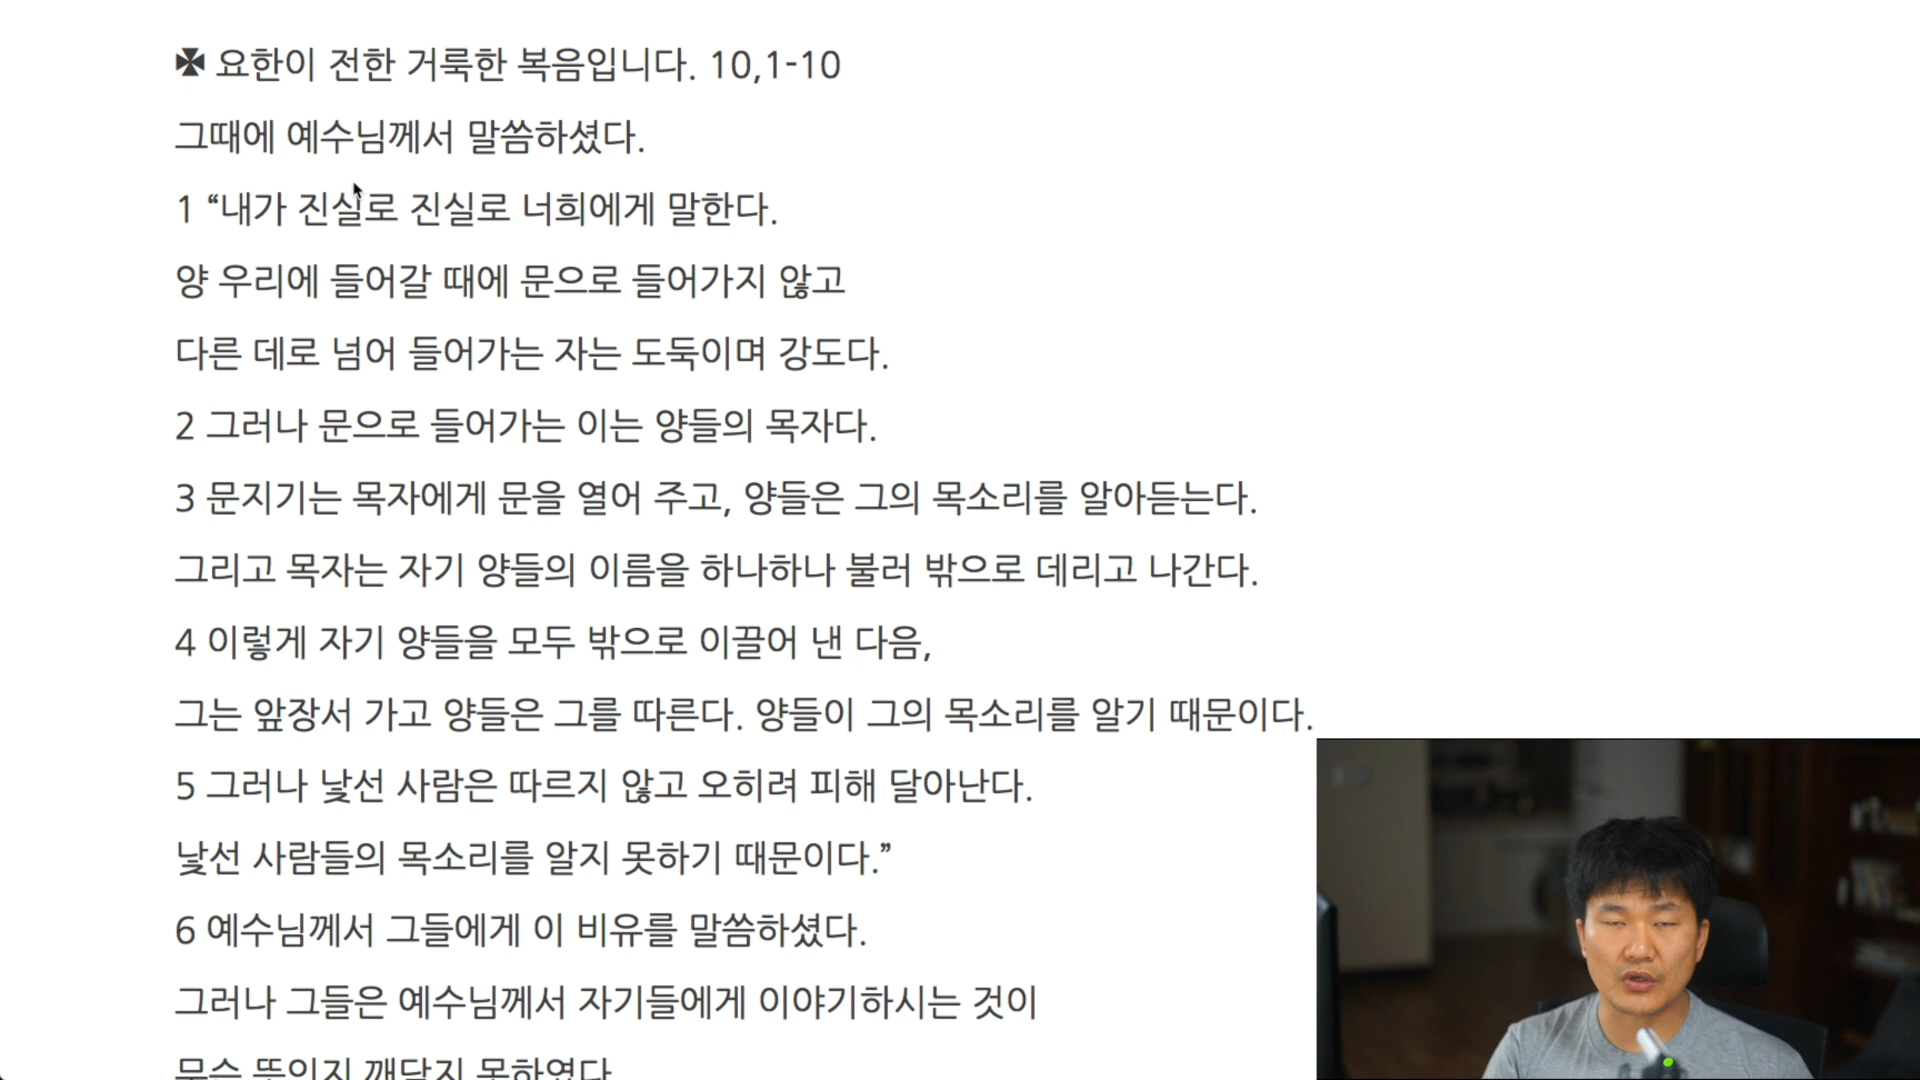 ✠ 요한이 전한 거룩한 복음입니다. 10,1-10
그때에 예수님께서 말씀하셨다.
1 “내가 진실로 진실로 너희에게 말한다.
양 우리에 들어갈 때에 문으로 들어가지 않고
다른 데로 넘어 들어가는 자는 도둑이며 강도다.
2 그러나 문으로 들어가는 이는 양들의 목자다.
3 문지기는 목자에게 문을 열어 주고, 양들은 그의 목소리를 알아듣는다.
그리고 목자는 자기 양들의 이름을 하나하나 불러 밖으로 데리고 나간다.
4 이렇게 자기 양들을 모두 밖으로 이끌어 낸 다음,
그는 앞장서 가고 양들은 그를 따른다. 양들이 그의 목소리를 알기 때문이다.
5 그러나 낯선 사람은 따르지 않고 오히려 피해 달아난다.
낯선 사람들의 목소리를 알지 못하기 때문이다.”
6 예수님께서 그들에게 이 비유를 말씀하셨다.
그러나 그들은 예수님께서 자기들에게 이야기하시는 것이
무슨 뜻인지 깨닫지 못하였다